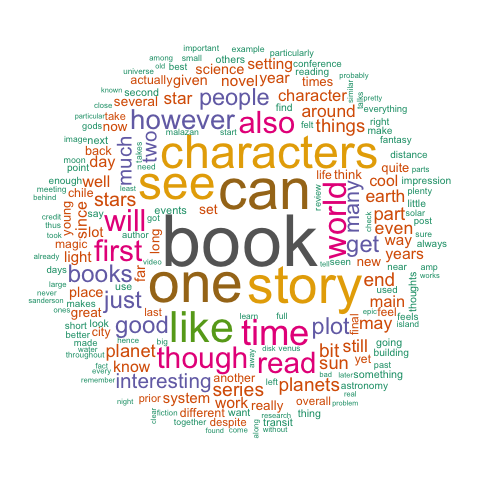 important example particularly
among small others conference
universe old best reading probably
known second actually given science novel setting year times similar talks pretty
close several star people character find everything
particular take however also around things felt right make
gods now malazan start fantasy
image next two characters distance
moon back much takes need life think cool impression
point day see can world review many earth plenty parts
enough well least little
meeting stars part solar
behind say events set even post
credit young since will got get way check sure
thus author book years always
took magic first long new
already video far seen near amp
light books one story end used works
days place use fell main thoughts
large makes just like time plot feel epic
never last learn full final may feels
sanderson great good though read island
ones short look hence big away bit still going
better city disk venus sun yet building
made planet know interesting another left planets bad later past
water series astronomy something
throughout system work really overall real
fact prior
every different want thing problem
remember despite transit
night clear fiction together research along
found come without